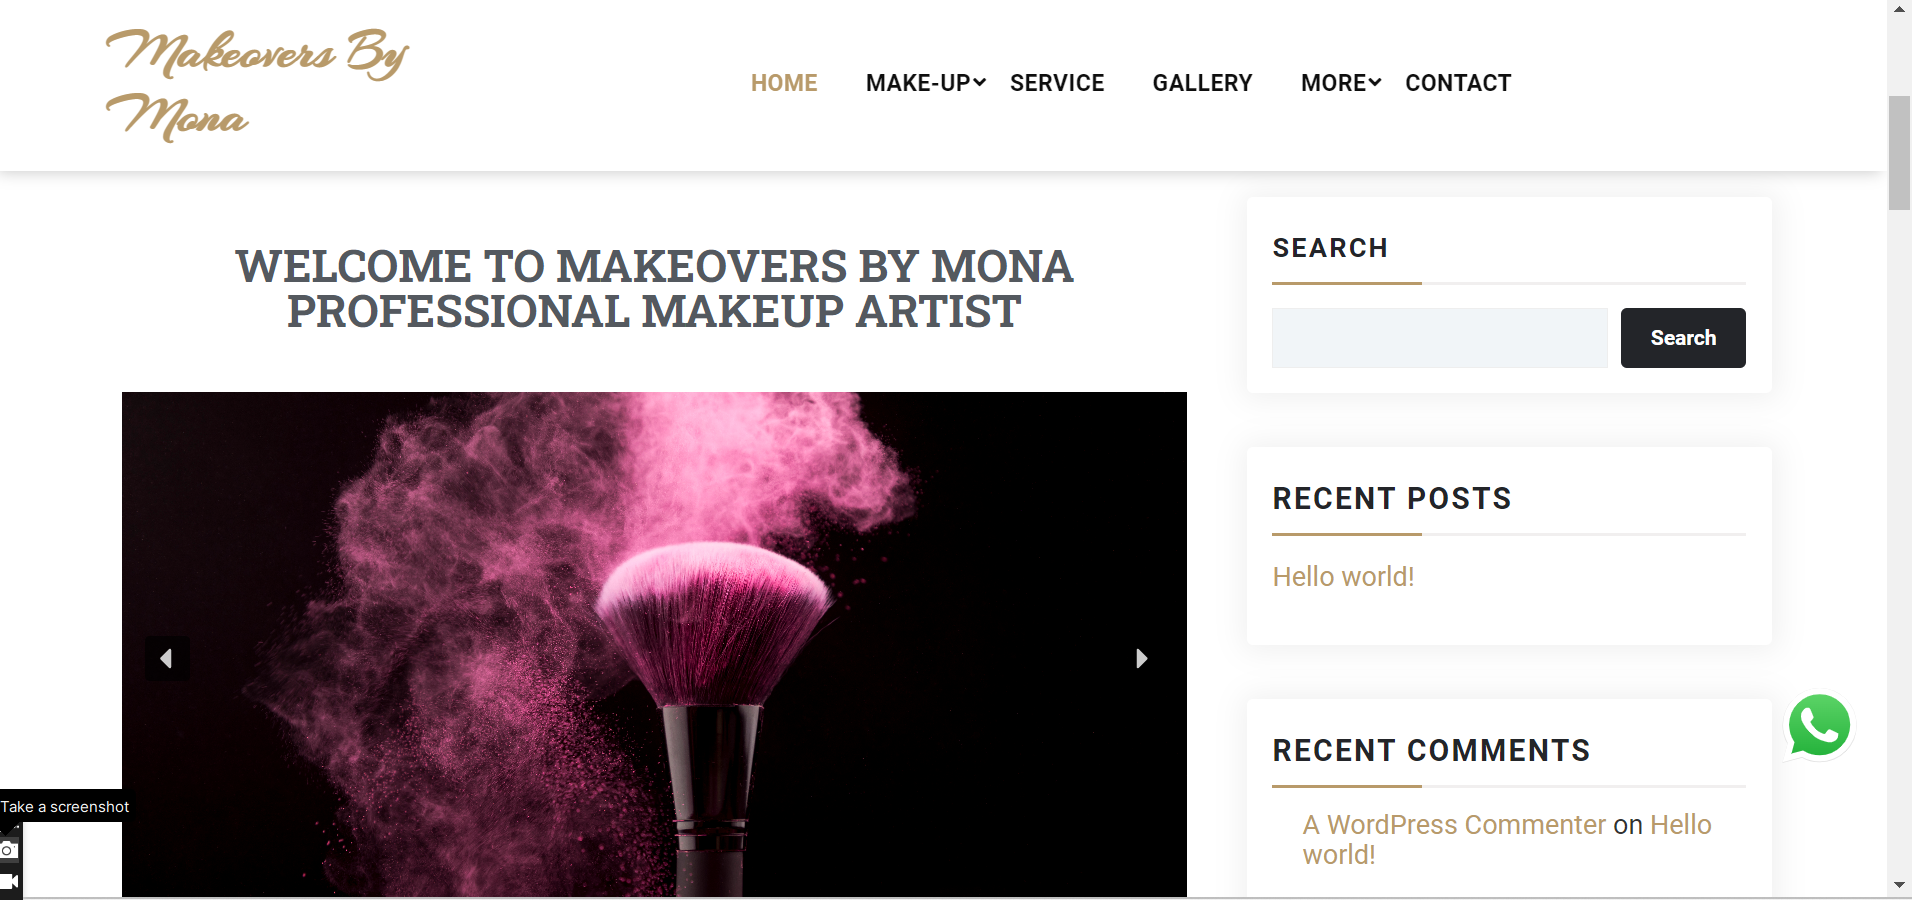 Makeovers By
Mona
HOME
MAKE-UP
SERVICE
GALLERY
MORE
CONTACT
WELCOME TO MAKEOVERS BY MONA
PROFESSIONAL MAKEUP ARTIST
SEARCH
Search
RECENT POSTS
Hello world!
RECENT COMMENTS
A WordPress Commenter on Hello
world!
Take a screenshot